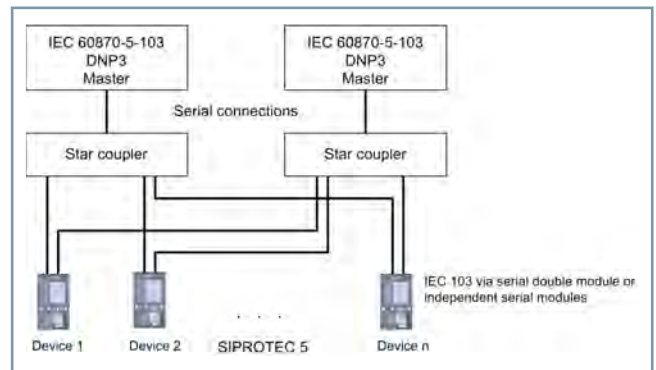 IEC 60870-5-103
DNP3
Master
IEC 60870-5-103
DNP3
Master
Serial connections
Star coupler
Star coupler
IEC 103 via serial double module or
independent serial modules
. . .
Device 1
Device 2
SIPROTEC 5
Device n